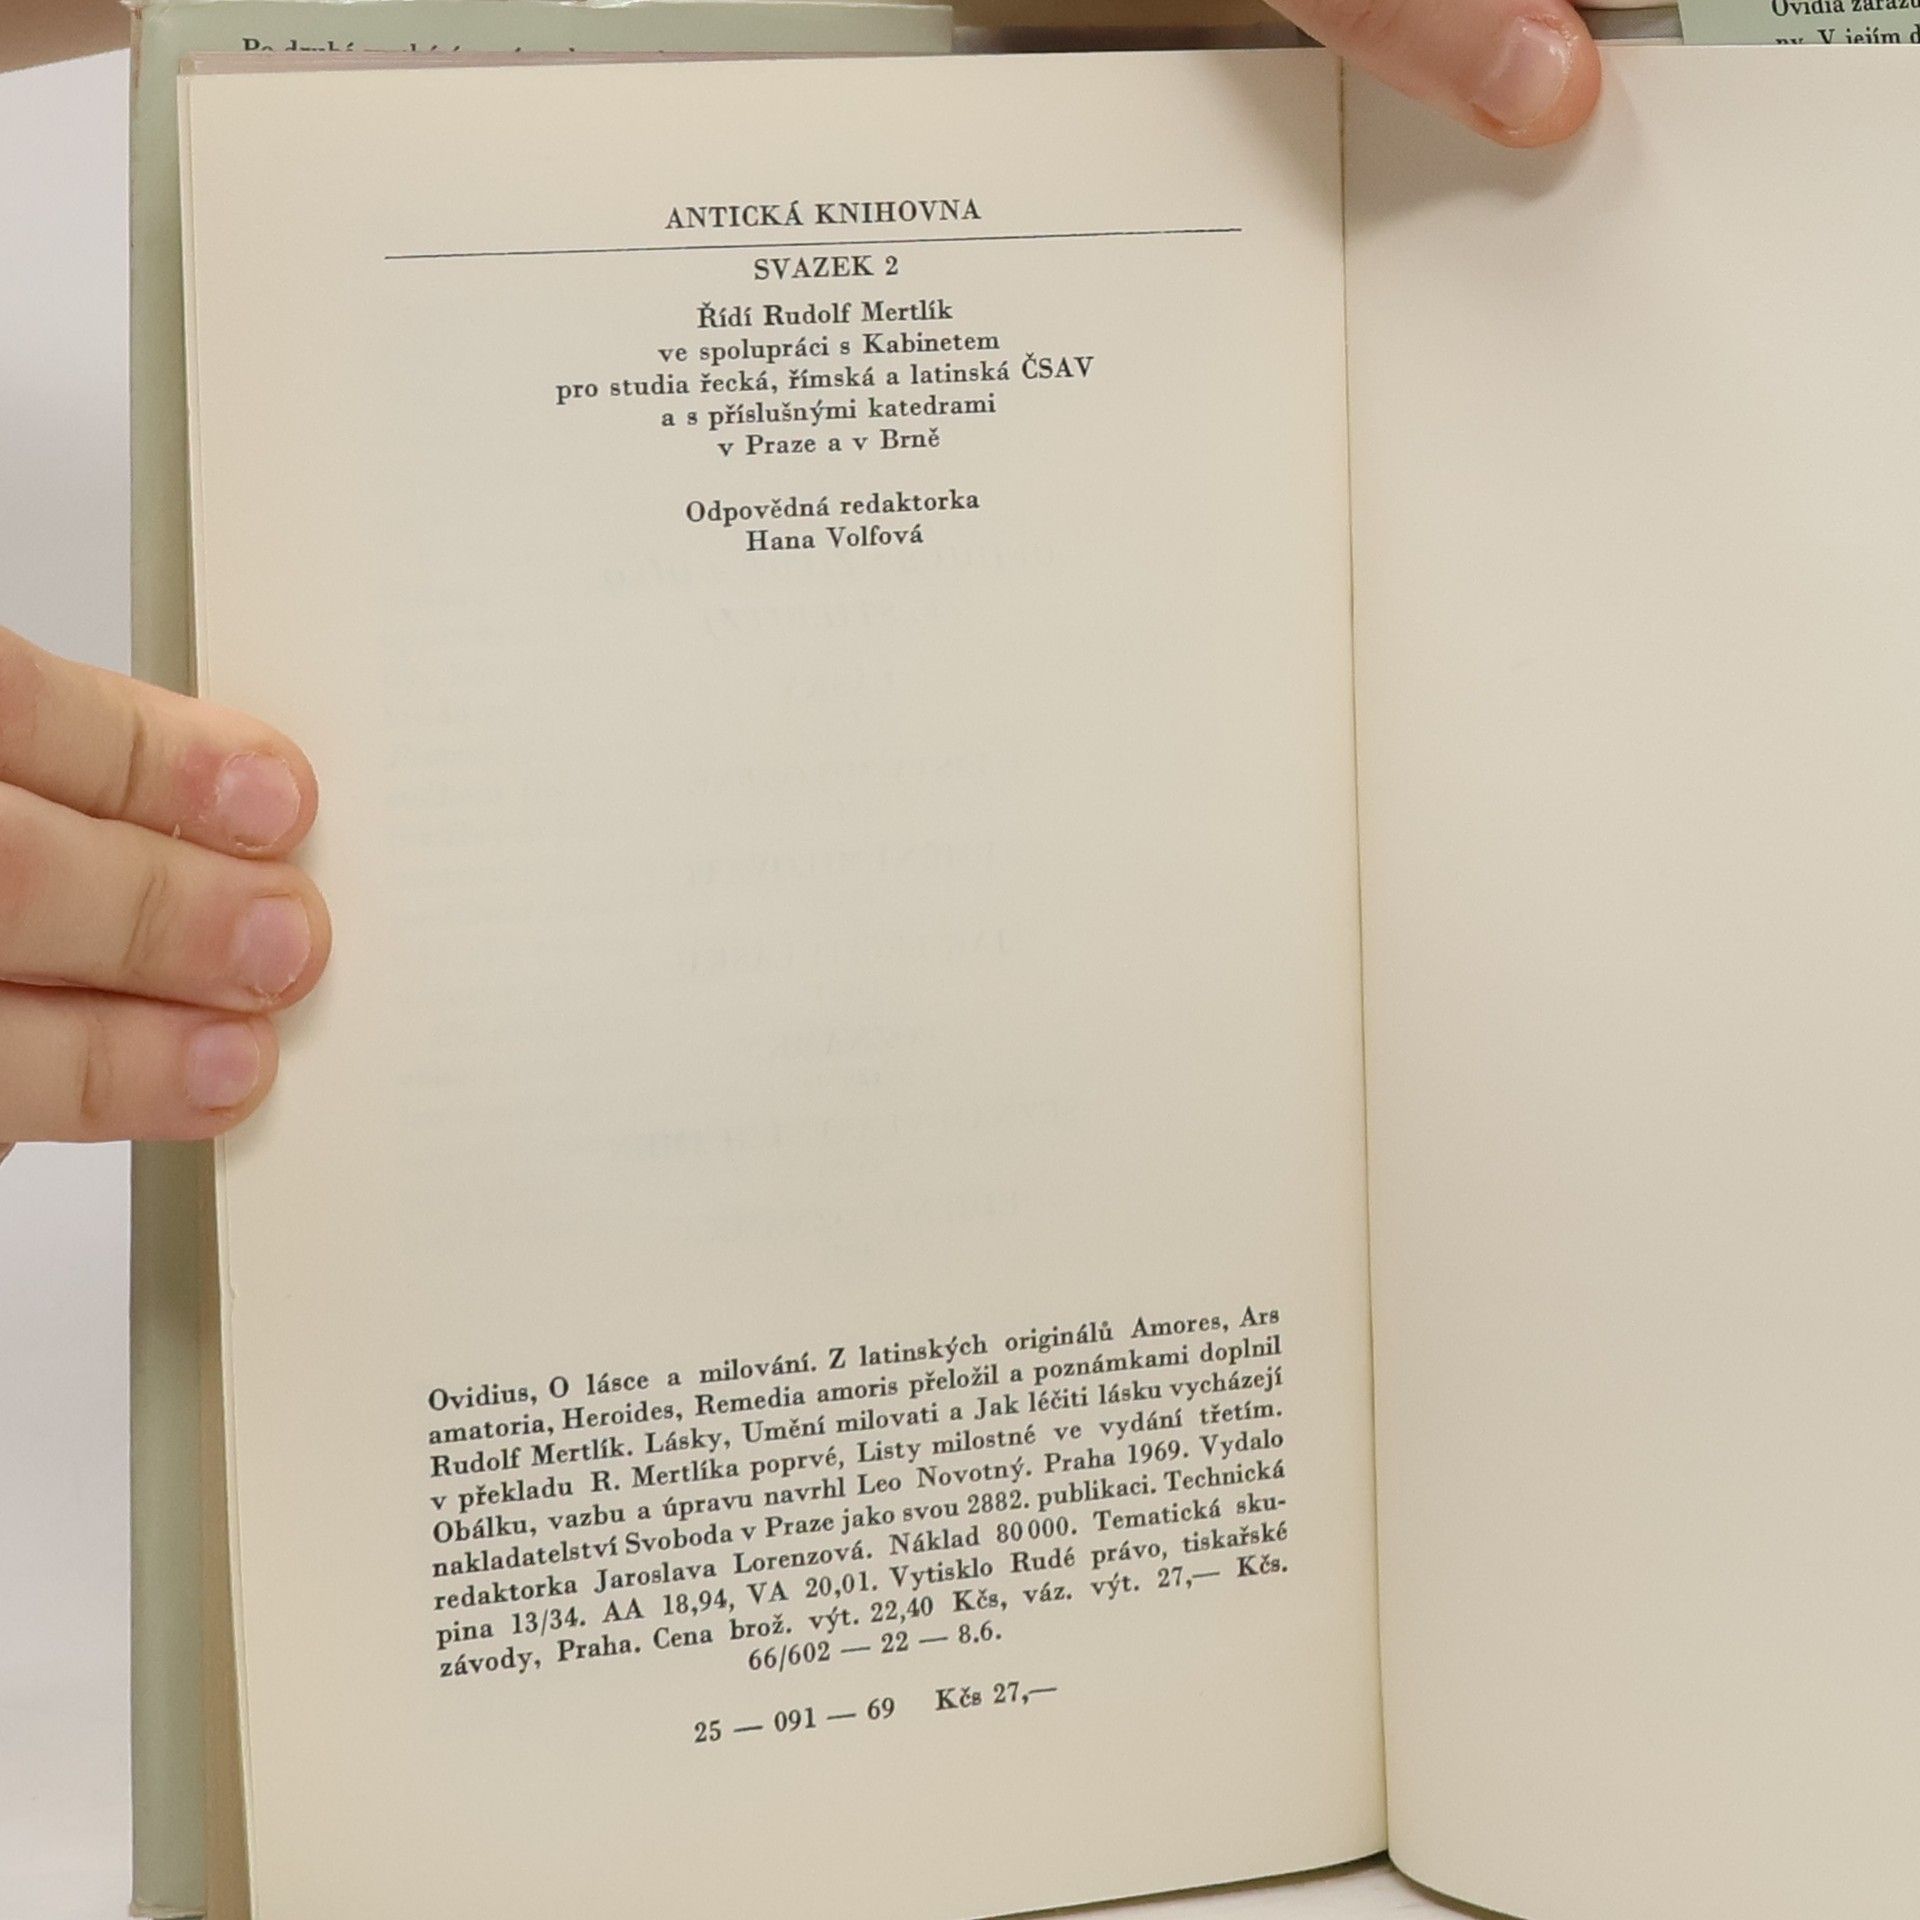 Ovidia
V jejím d
ANTICKÁ KNIHOVNA
SVAZEK 2
Řídí Rudolf Mertlík
ve spolupráci s Kabinetem
pro studia řecká, římská a latinská ČSAV
a s příslušnými katedrami
v Praze a v Brně
Odpovědná redaktorka
Hana Volfová
Ovidius, O lásce a milování. Z latinských originálů Amores, Ars
amatoria, Heroides, Remedia amoris přeložil a poznámkami doplnil
Rudolf Mertlík. Lásky, Umění milovati a Jak léčiti lásku vycházejí
v překladu R. Mertlíka poprvé, Listy milostné ve vydání třetím.
Obálku, vazbu a úpravu navrhl Leo Novotný. Praha 1969. Vydalo
nakladatelství Svoboda v Praze jako svou 2882. publikaci. Technická
redaktorka Jaroslava Lorenzová. Náklad 80 000. Tematická sku-
pina 13/34. AA 18,94, VA 20,01. Vytisklo Rudé právo, tiskařské
závody, Praha. Cena brož. výt. 22,40 Kčs, váz. výt. 27,— Kčs.
66/602 — 22 — 8.6.
25 — 091 — 69 Kčs 27,—